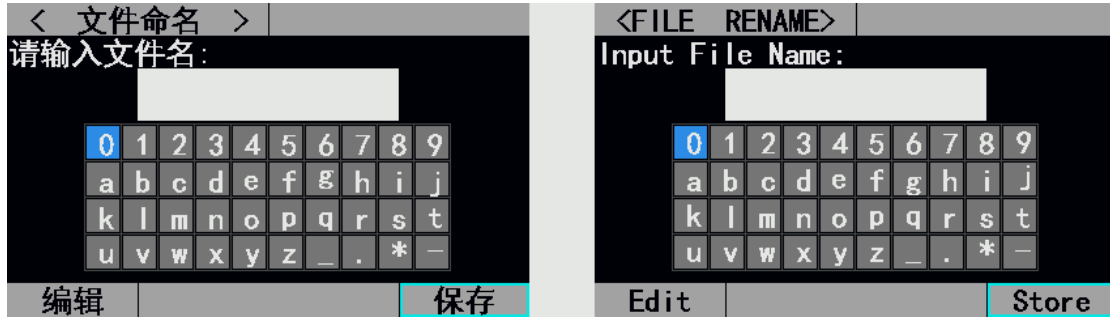 < 文件命名 >
请输入文件名:
0 1 2 3 4 5 6 7 8 9
a b c d e f g h i j
k l m n o p q r s t
u v w x y z _ . * -
编辑 保存
<FILE RENAME>
Input File Name:
0 1 2 3 4 5 6 7 8 9
a b c d e f g h i j
k l m n o p q r s t
u v w x y z _ . * -
Edit Store